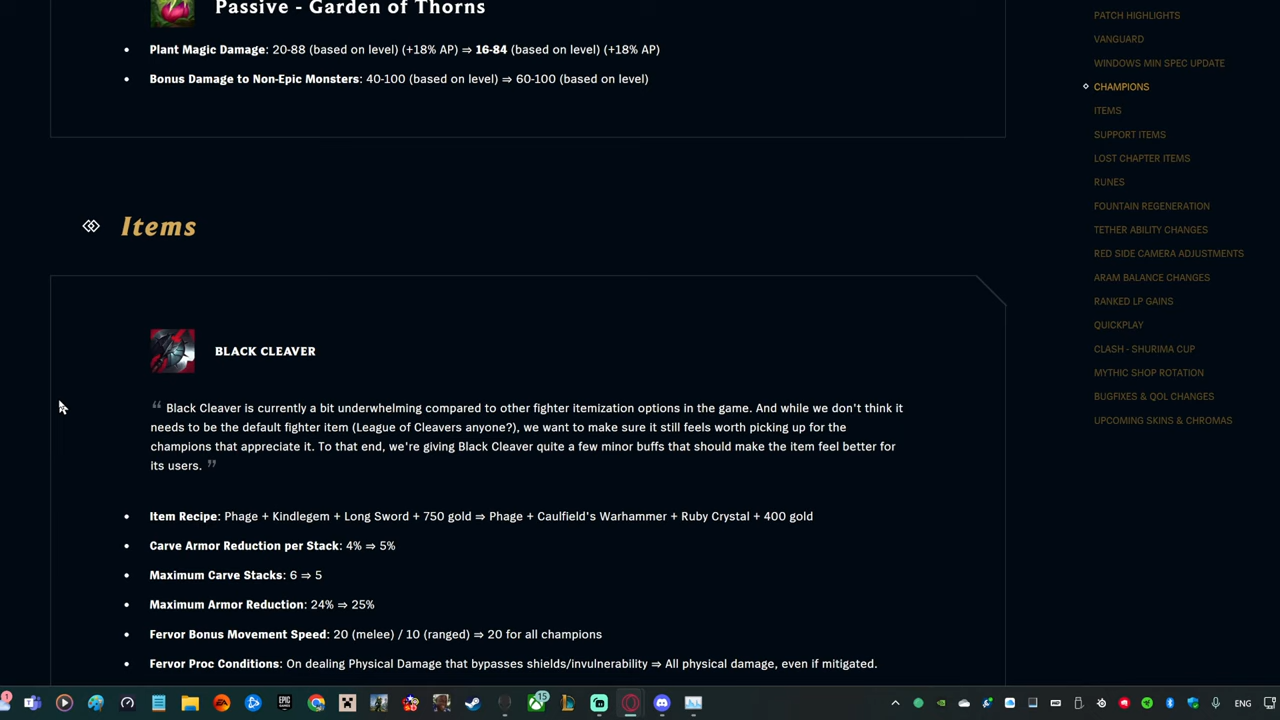 Passive - Garden of Thorns
PATCH HIGHLIGHTS
• Plant Magic Damage: 20-88 (based on level) (+18% AP) ⇒ 16-84 (based on level) (+18% AP)
VANGUARD
WINDOWS MIN SPEC UPDATE
• Bonus Damage to Non-Epic Monsters: 40-100 (based on level) ⇒ 60-100 (based on level)
CHAMPIONS
ITEMS
SUPPORT ITEMS
LOST CHAPTER ITEMS
RUNES
FOUNTAIN REGENERATION
Items
TETHER ABILITY CHANGES
RED SIDE CAMERA ADJUSTMENTS
ARAM BALANCE CHANGES
RANKED LP GAINS
QUICKPLAY
BLACK CLEAVER
CLASH - SHURIMA CUP
MYTHIC SHOP ROTATION
BUGFIXES & QOL CHANGES
UPCOMING SKINS & CHROMAS
“ Black Cleaver is currently a bit underwhelming compared to other fighter itemization options in the game. And while we don't think it
needs to be the default fighter item (League of Cleavers anyone?), we want to make sure it still feels worth picking up for the
champions that appreciate it. To that end, we're giving Black Cleaver quite a few minor buffs that should make the item feel better for
its users. ”
• Item Recipe: Phage + Kindlegem + Long Sword + 750 gold ⇒ Phage + Caulfield's Warhammer + Ruby Crystal + 400 gold
• Carve Armor Reduction per Stack: 4% ⇒ 5%
• Maximum Carve Stacks: 6 ⇒ 5
• Maximum Armor Reduction: 24% ⇒ 25%
• Fervor Bonus Movement Speed: 20 (melee) / 10 (ranged) ⇒ 20 for all champions
• Fervor Proc Conditions: On dealing Physical Damage that bypasses shields/invulnerability ⇒ All physical damage, even if mitigated.
1
EPIC
GAMES
15
ENG